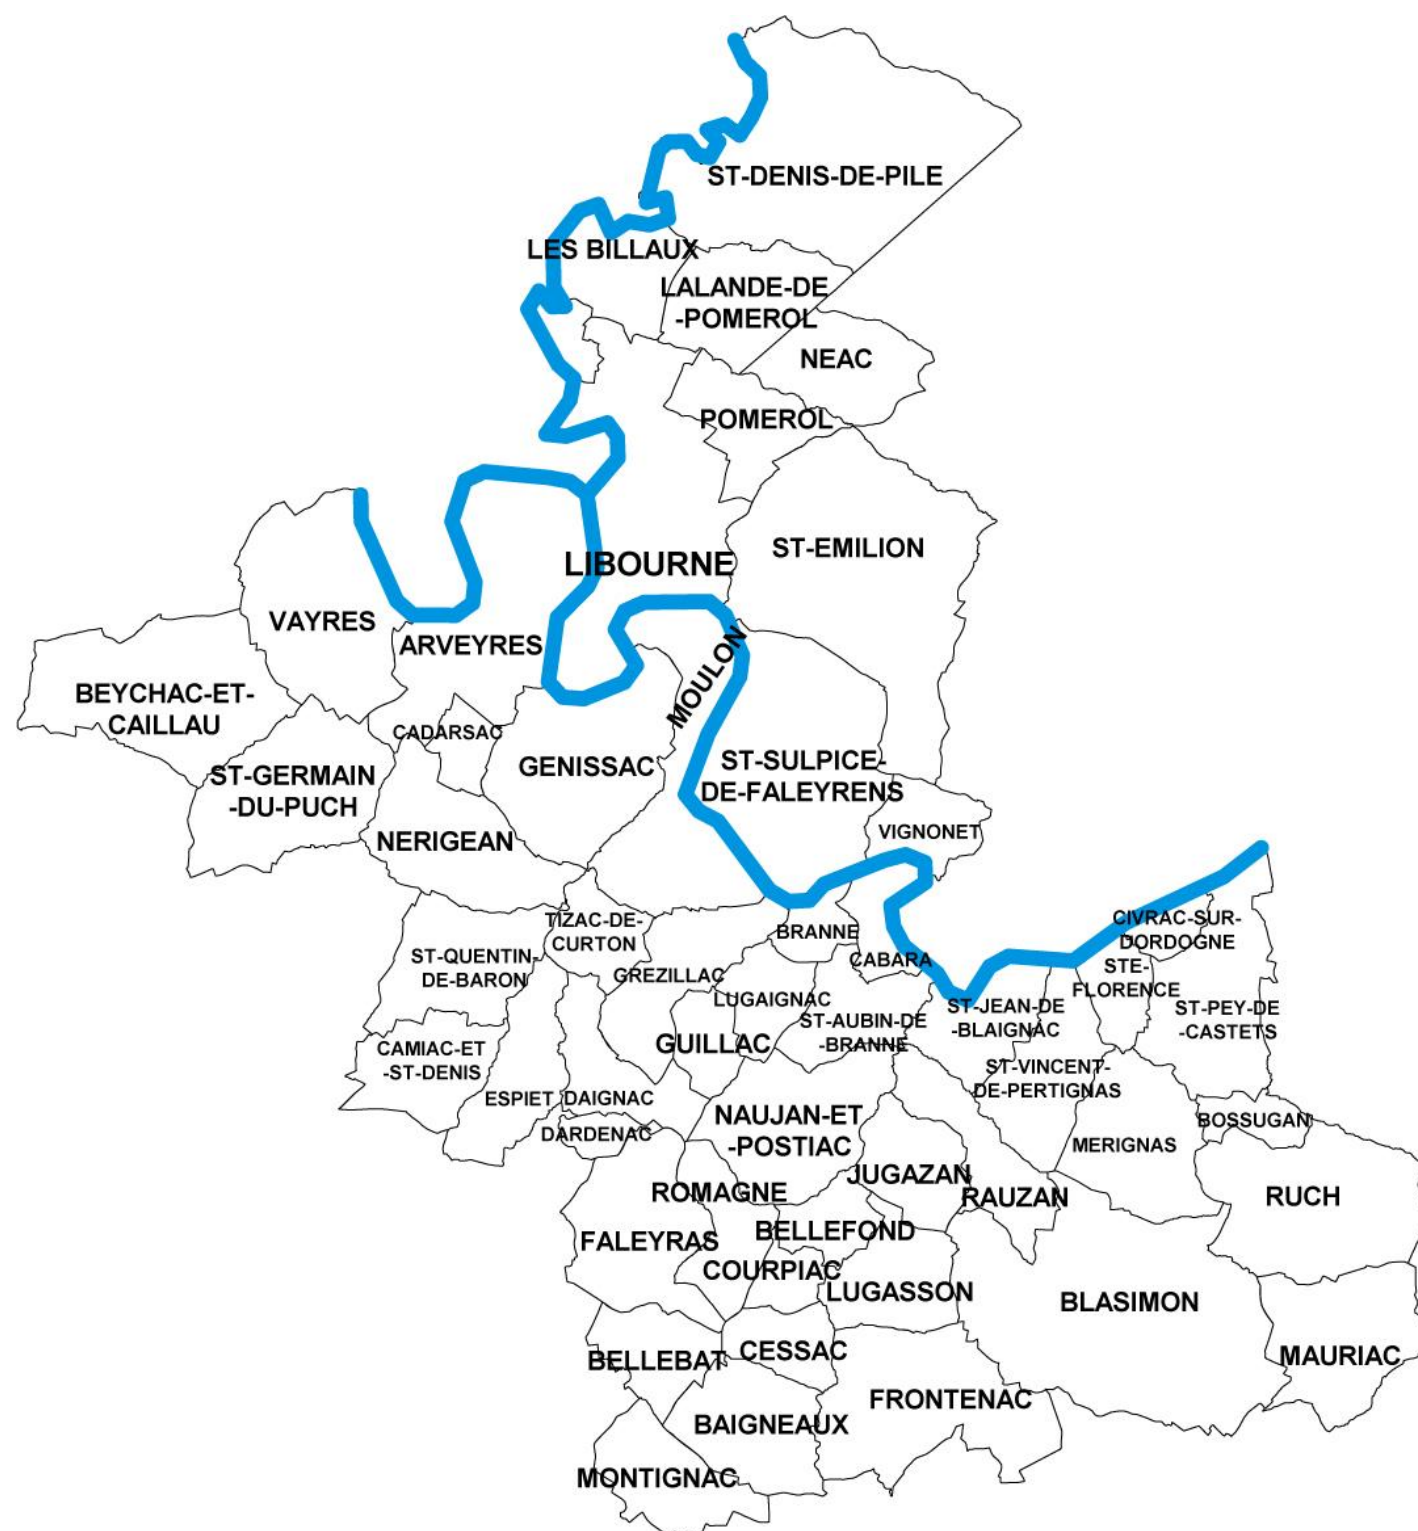 ST-DENIS-DE-PILE
LES BILLAUX
LALANDE-DE
-POMEROL
NEAC
POMEROL
ST-EMILION
LIBOURNE
VAYRES
ARVEYRES
MOULON
BEYCHAC-ET-
CAILLAU
CADARSAC
GENISSAC
ST-SULPICE-
DE-FALEYRENS
ST-GERMAIN
-DU-PUCH
NERIGEAN
VIGNONET
TIZAC-DE-
CURTON
BRANNE
CIVRAC-SUR-
DORDOGNE
ST-QUENTIN-
DE-BARON
GREZILLAC
CABARA
STE-
FLORENCE
LUGAIGNAC
ST-AUBIN-DE
-BRANNE
ST-JEAN-DE
-BLAIGNAC
ST-PEY-DE
-CASTETS
GUILLAC
CAMIAC-ET
-ST-DENIS
ST-VINCENT-
DE-PERTIGNAS
ESPIET
DAIGNAC
NAUJAN-ET
-POSTIAC
BOSSUGAN
DARDENAC
MERIGNAS
JUGAZAN
ROMAGNE
RAUZAN
RUCH
FALEYRAS
BELLEFOND
COURPIAC
LUGASSON
BLASIMON
BELLEBAT
CESSAC
MAURIAC
FRONTENAC
BAIGNEAUX
MONTIGNAC